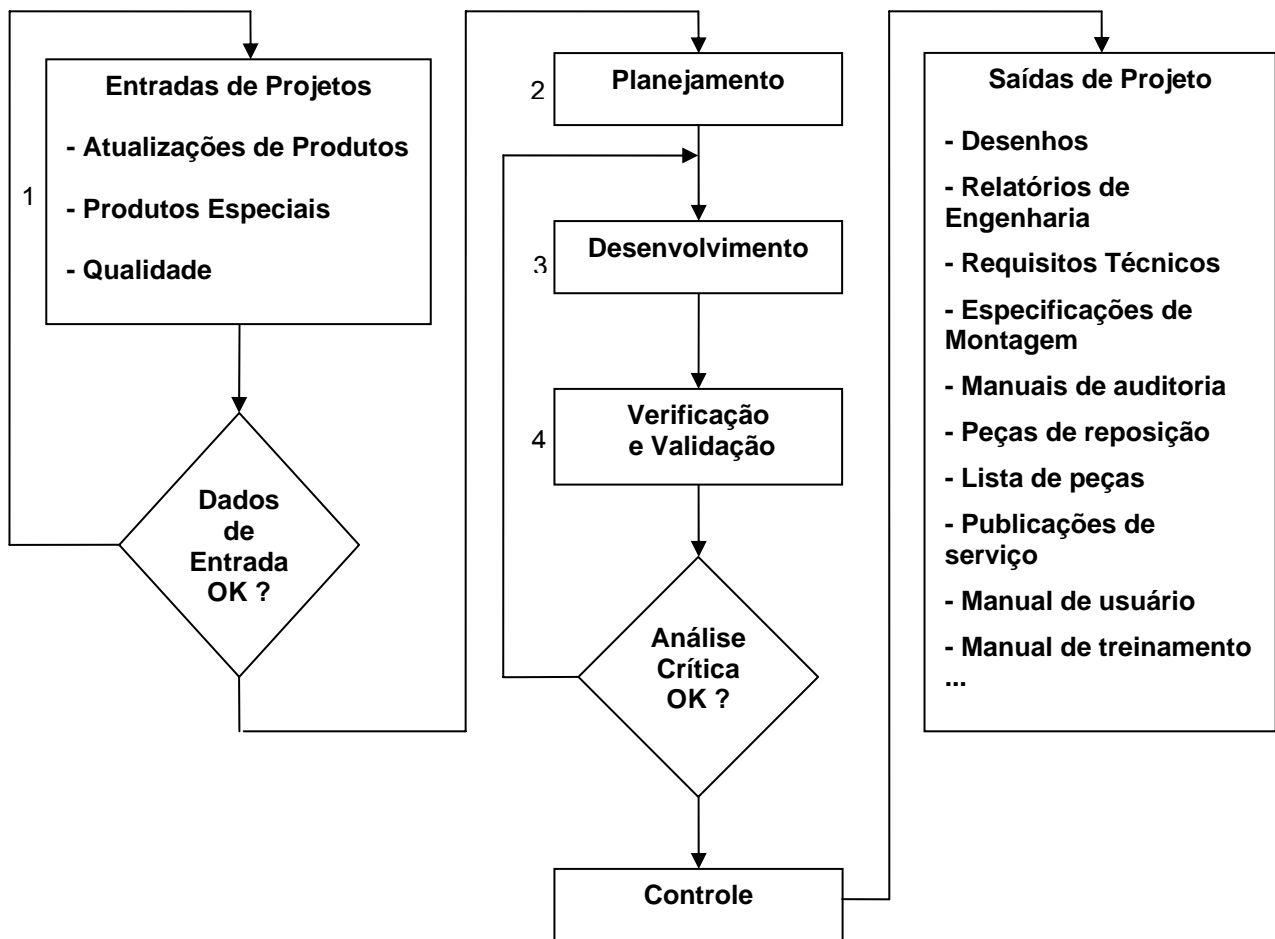 1
Entradas de Projetos
- Atualizações de Produtos
- Produtos Especiais
- Qualidade
Dados
de
Entrada
OK ?
2
Planejamento
3
Desenvolvimento
4
Verificação
e Validação
Análise
Crítica
OK ?
Controle
Saídas de Projeto
- Desenhos
- Relatórios de
Engenharia
- Requisitos Técnicos
- Especificações de
Montagem
- Manuais de auditoria
- Peças de reposição
- Lista de peças
- Publicações de
serviço
- Manual de usuário
- Manual de treinamento
...